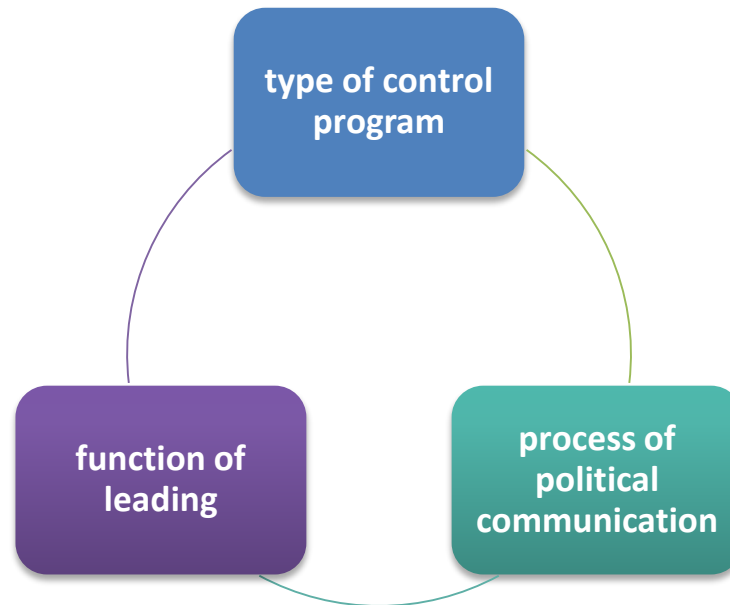 type of control
program
function of
leading
process of
political
communication